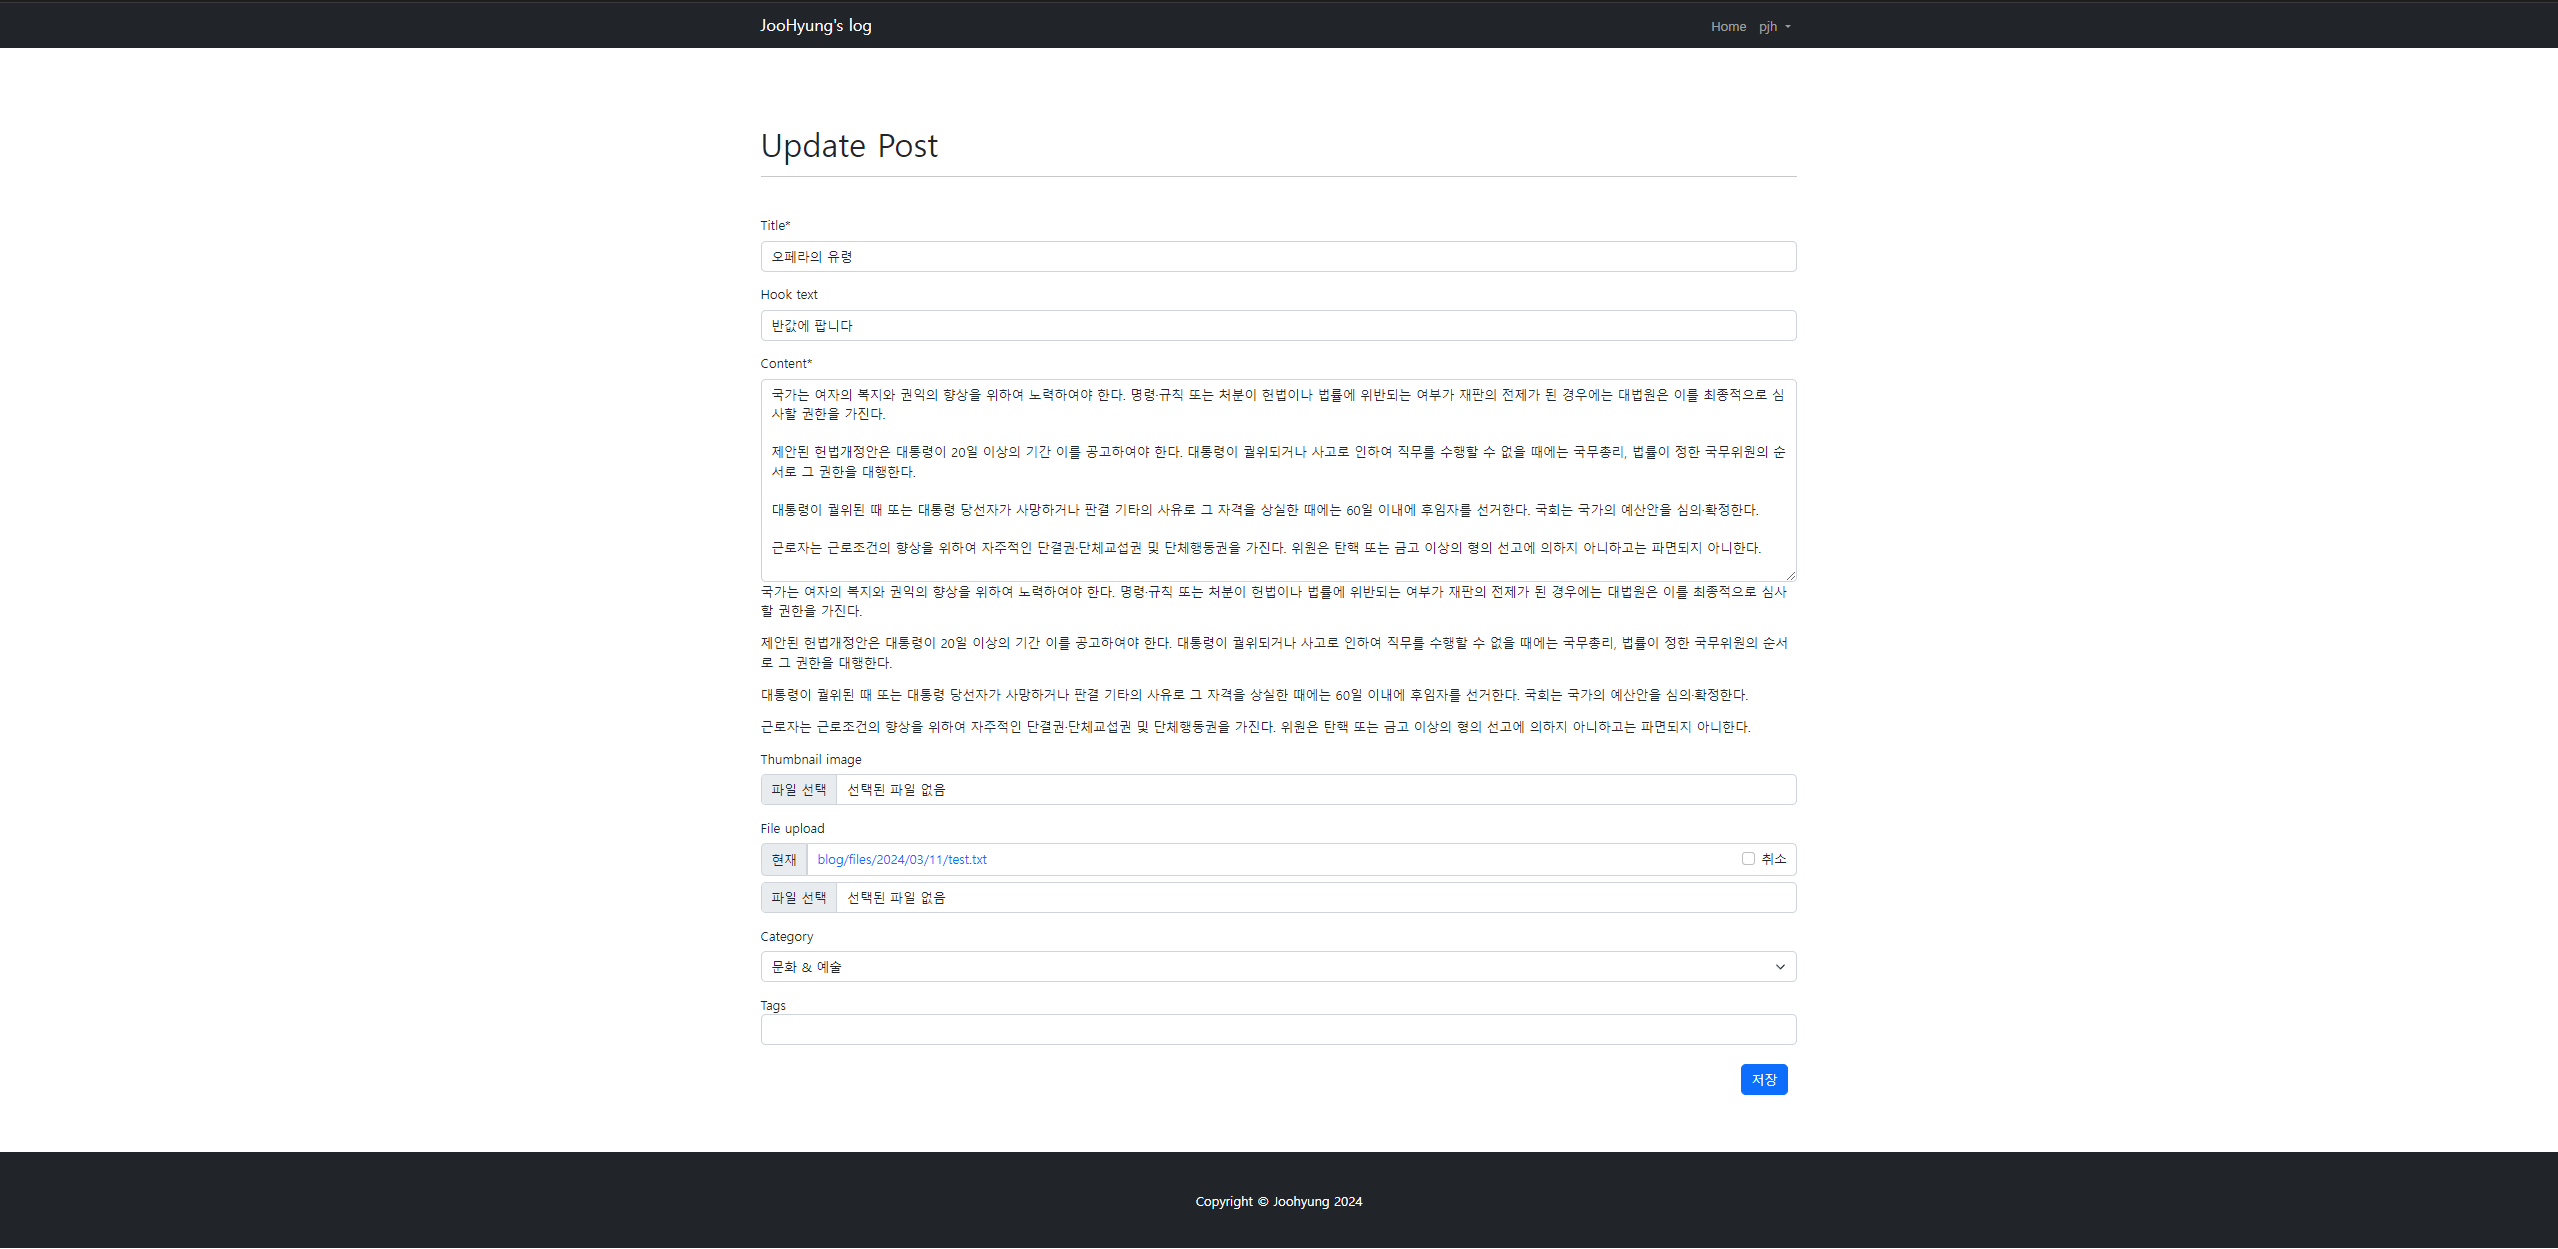 JooHyung's log
Home pjh
Update Post
Title*
오페라의 유령
Hook text
반값에 팝니다
Content*
국가는 여자의 복지와 권익의 향상을 위하여 노력하여야 한다. 명령·규칙 또는 처분이 헌법이나 법률에 위반되는 여부가 재판의 전제가 된 경우에는 대법원은 이를 최종적으로 심
사할 권한을 가진다.
제안된 헌법개정안은 대통령이 20일 이상의 기간 이를 공고하여야 한다. 대통령이 궐위되거나 사고로 인하여 직무를 수행할 수 없을 때에는 국무총리, 법률이 정한 국무위원의 순
서로 그 권한을 대행한다.
대통령이 궐위된 때 또는 대통령 당선자가 사망하거나 판결 기타의 사유로 그 자격을 상실한 때에는 60일 이내에 후임자를 선거한다. 국회는 국가의 예산안을 심의·확정한다.
근로자는 근로조건의 향상을 위하여 자주적인 단결권·단체교섭권 및 단체행동권을 가진다. 위원은 탄핵 또는 금고 이상의 형의 선고에 의하지 아니하고는 파면되지 아니한다.
국가는 여자의 복지와 권익의 향상을 위하여 노력하여야 한다. 명령·규칙 또는 처분이 헌법이나 법률에 위반되는 여부가 재판의 전제가 된 경우에는 대법원은 이를 최종적으로 심사
할 권한을 가진다.
제안된 헌법개정안은 대통령이 20일 이상의 기간 이를 공고하여야 한다. 대통령이 궐위되거나 사고로 인하여 직무를 수행할 수 없을 때에는 국무총리, 법률이 정한 국무위원의 순서
로 그 권한을 대행한다.
대통령이 궐위된 때 또는 대통령 당선자가 사망하거나 판결 기타의 사유로 그 자격을 상실한 때에는 60일 이내에 후임자를 선거한다. 국회는 국가의 예산안을 심의·확정한다.
근로자는 근로조건의 향상을 위하여 자주적인 단결권·단체교섭권 및 단체행동권을 가진다. 위원은 탄핵 또는 금고 이상의 형의 선고에 의하지 아니하고는 파면되지 아니한다.
Thumbnail image
파일 선택 선택된 파일 없음
File upload
현재 blog/files/2024/03/11/test.txt 취소
파일 선택 선택된 파일 없음
Category
문화 & 예술
Tags
저장
Copyright © Joohyung 2024